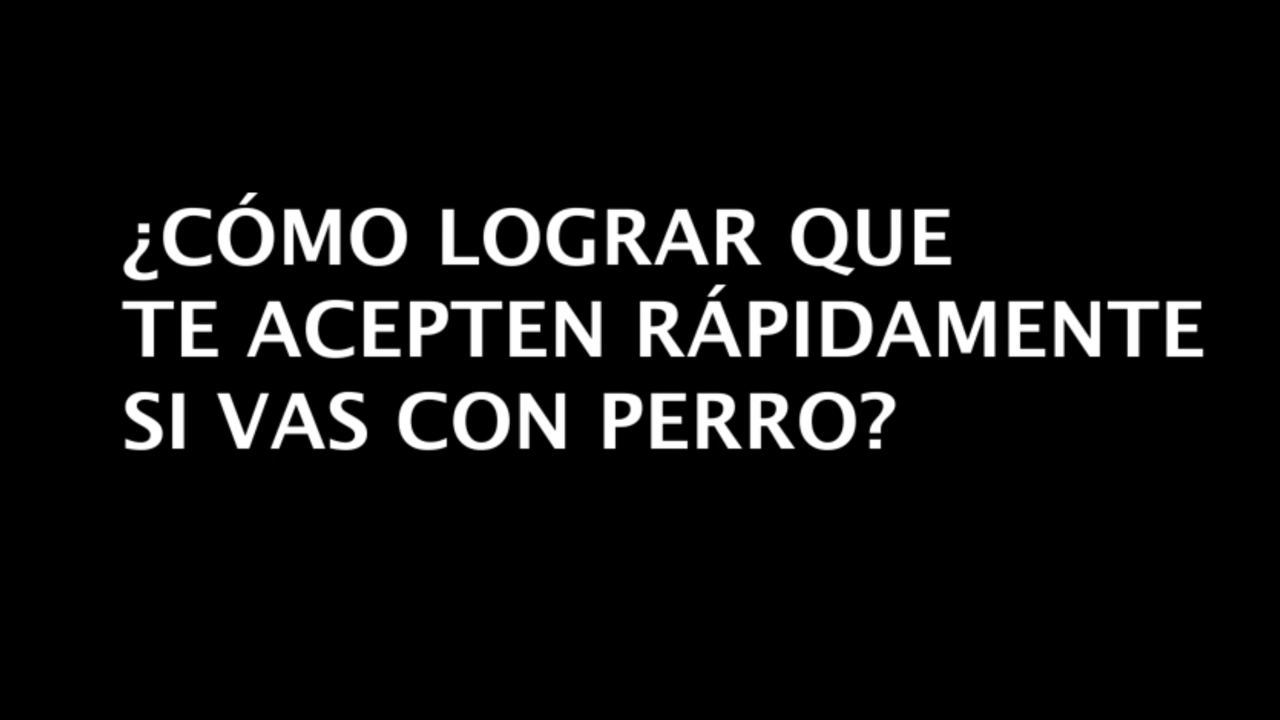 ¿CÓMO LOGRAR QUE
TE ACEPTEN RÁPIDAMENTE
SI VAS CON PERRO?